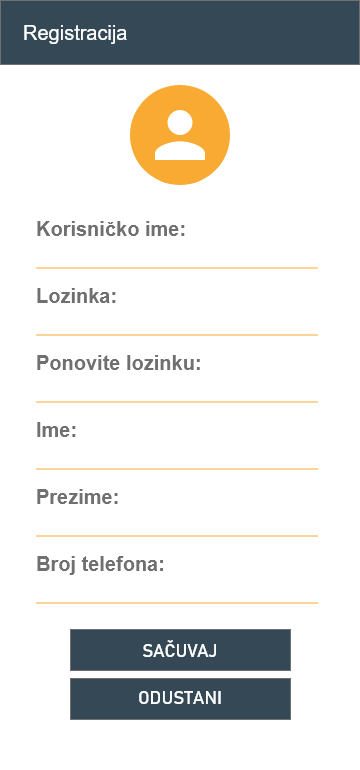 Registracija
Korisničko ime:
Lozinka:
Ponovite lozinku:
Ime:
Prezime:
Broj telefona:
SAČUVAJ
ODUSTANI